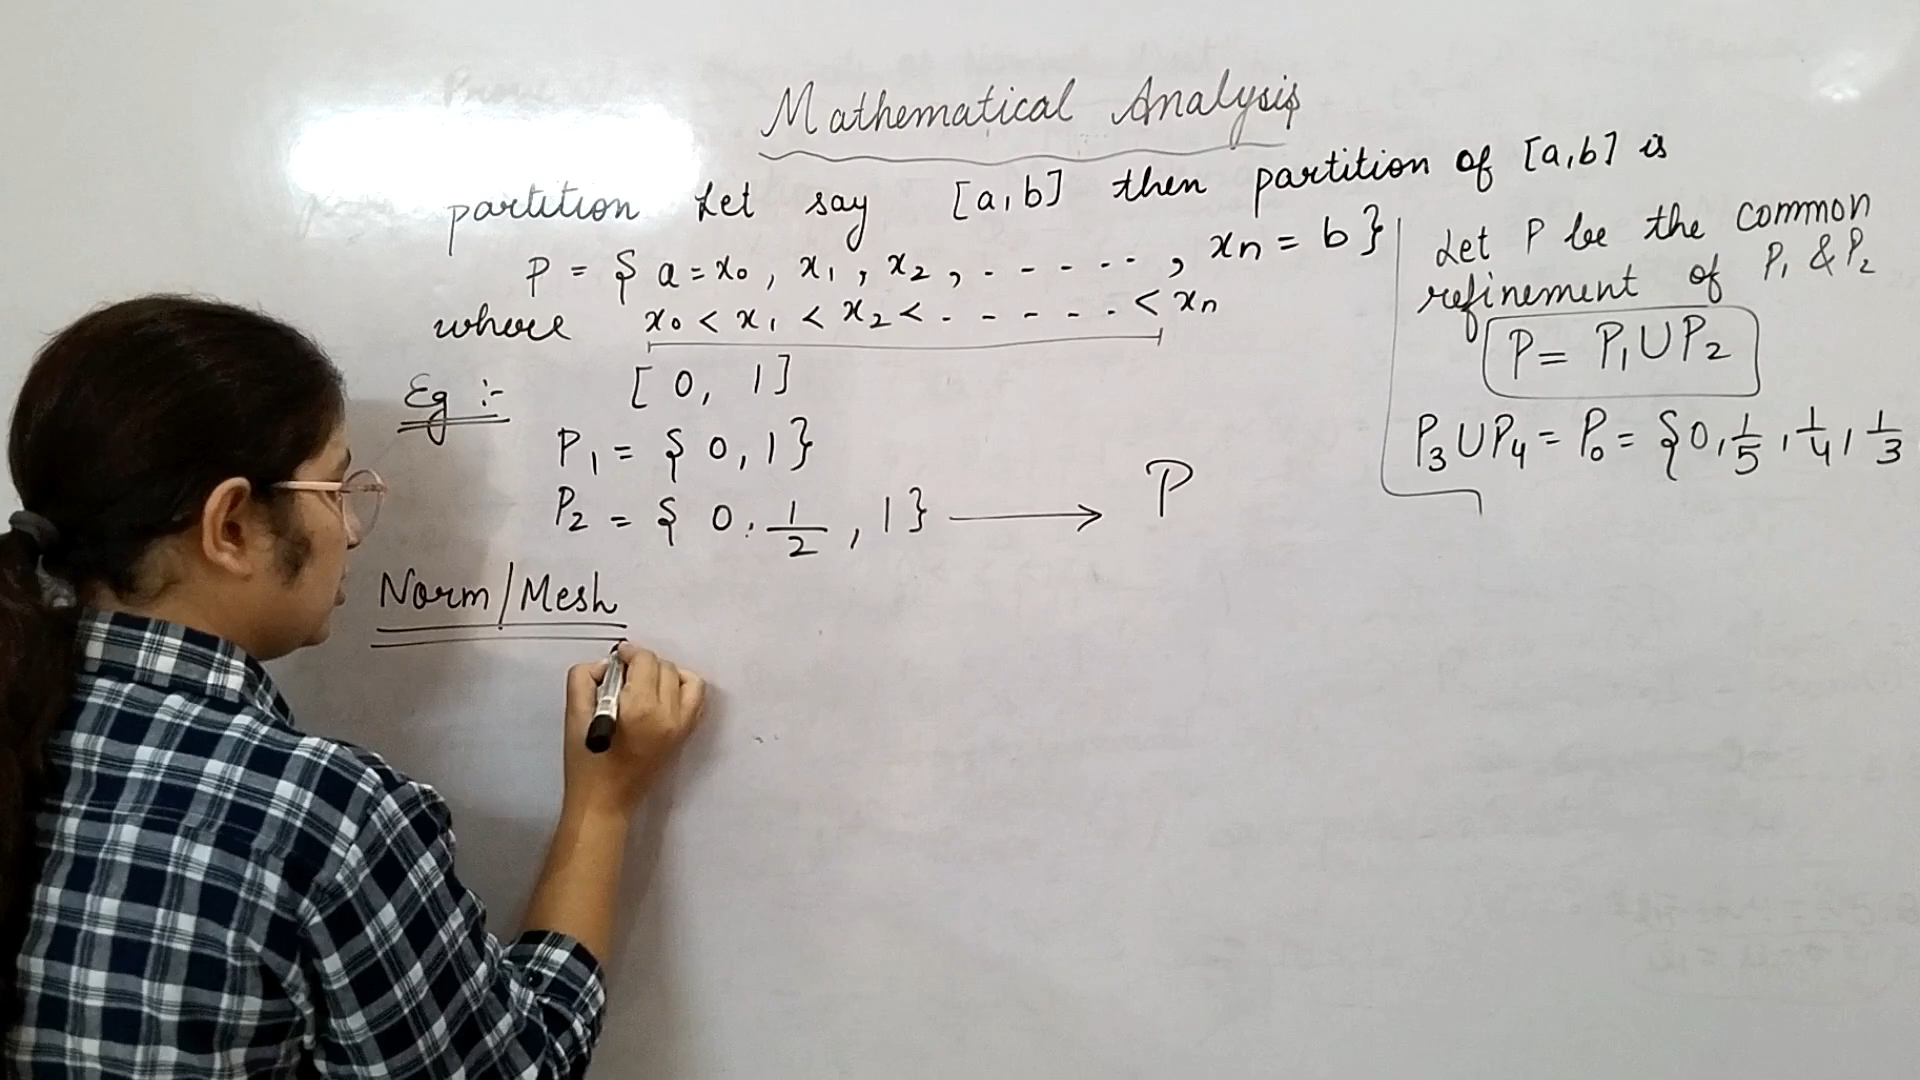 Mathematical Analysis
partition Let say [a,b] then partition of [a,b] is
P = { a = x₀, x₁, x₂, - - - - - -, xn = b}
where x₀ < x₁ < x₂ < - - - - - . < xn
Eg :- [0, 1]
P₁ = { 0, 1}
P₂ = { 0, 1/2, 1} ⟶ P
Norm/Mesh
Let P be the common
refinement of P₁ & P₂
P = P₁ U P₂
P₃ U P₄ = P₀ = {0, 1/5, 1/4, 1/3